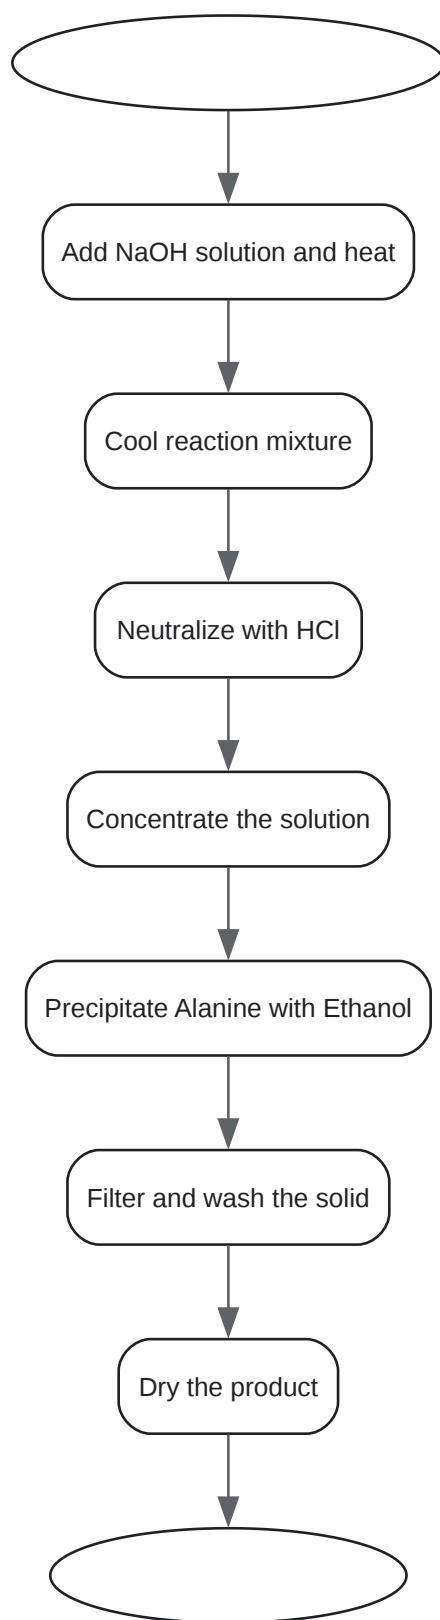 Add NaOH solution and heat
Cool reaction mixture
Neutralize with HCl
Concentrate the solution
Precipitate Alanine with Ethanol
Filter and wash the solid
Dry the product